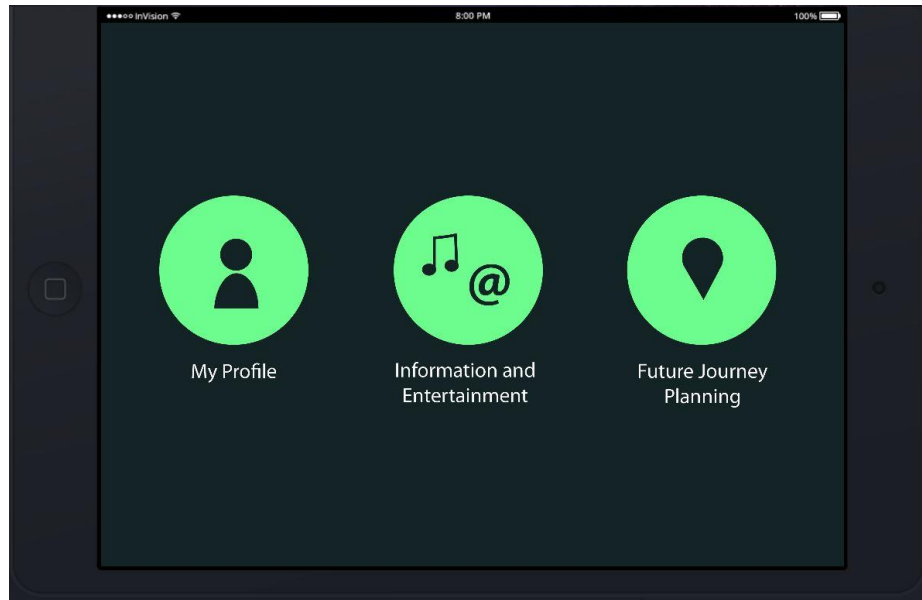 InVision 8:00 PM 100%
@
My Profile
Information and
Entertainment
Future Journey
Planning